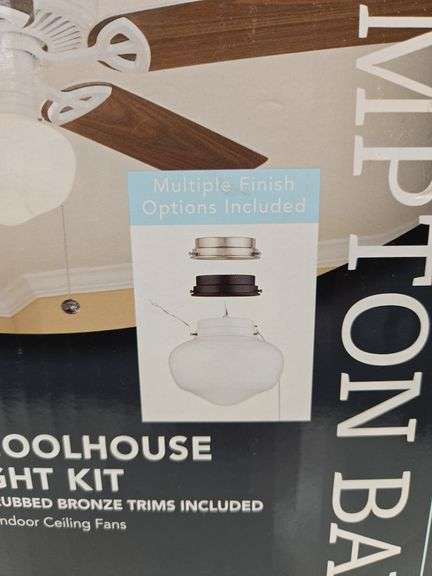 Multiple Finish
Options Included
MPTON BA
OOLHOUSE
GHT KIT
UBBED BRONZE TRIMS INCLUDED
ndoor Ceiling Fans